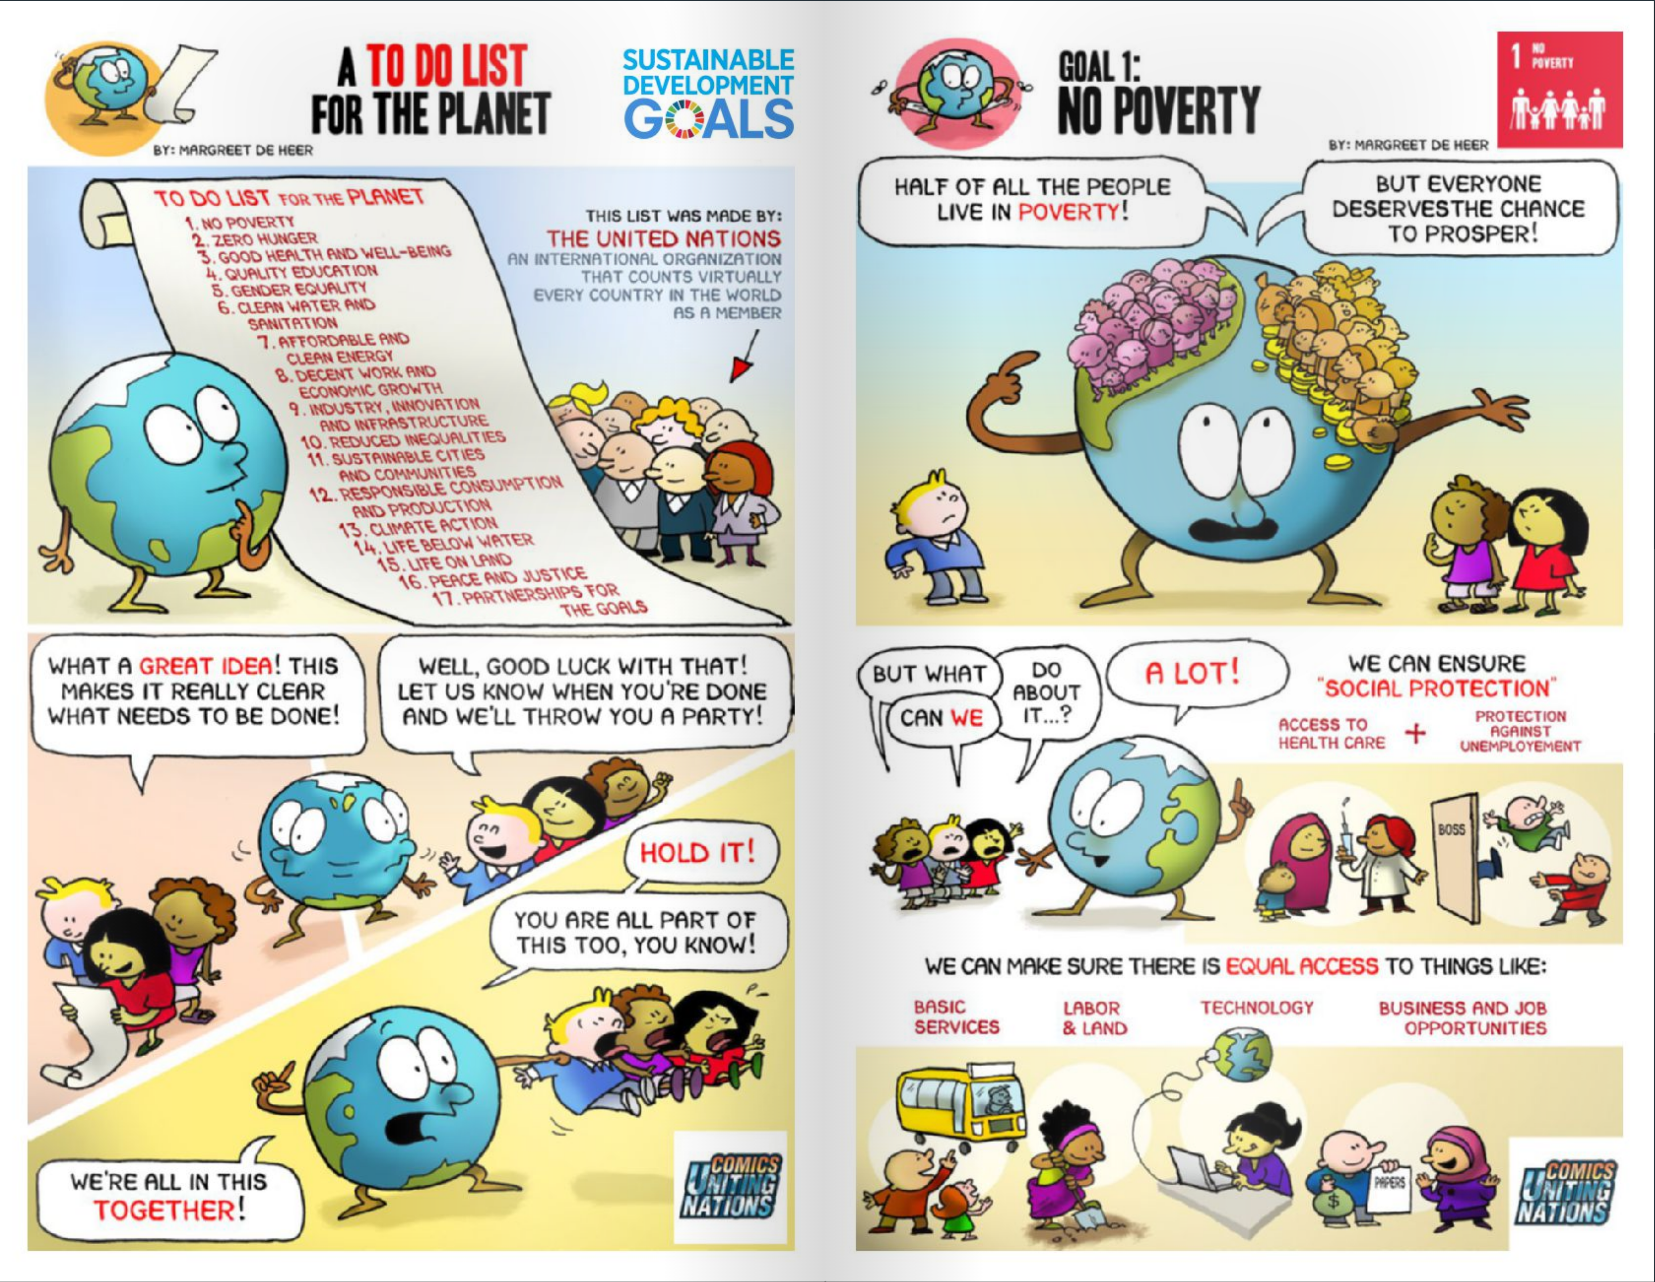 A TO DO LIST
FOR THE PLANET
BY: MARGREET DE HEER
SUSTAINABLE
DEVELOPMENT
GOALS
TO DO LIST FOR THE PLANET
1. NO POVERTY
2. ZERO HUNGER
3. GOOD HEALTH AND WELL-BEING
4. QUALITY EDUCATION
5. GENDER EQUALITY
6. CLEAN WATER AND
SANITATION
7. AFFORDABLE AND
CLEAN ENERGY
8. DECENT WORK AND
ECONOMIC GROWTH
9. INDUSTRY, INNOVATION
AND INFRASTRUCTURE
10. REDUCED INEQUALITIES
11. SUSTAINABLE CITIES
AND COMMUNITIES
12. RESPONSIBLE CONSUMPTION
AND PRODUCTION
13. CLIMATE ACTION
14. LIFE BELOW WATER
15. LIFE ON LAND
16. PEACE AND JUSTICE
17. PARTNERSHIPS FOR
THE GOALS
THIS LIST WAS MADE BY:
THE UNITED NATIONS
AN INTERNATIONAL ORGANIZATION
THAT COUNTS VIRTUALLY
EVERY COUNTRY IN THE WORLD
AS A MEMBER
WHAT A GREAT IDEA! THIS
MAKES IT REALLY CLEAR
WHAT NEEDS TO BE DONE!
WELL, GOOD LUCK WITH THAT!
LET US KNOW WHEN YOU'RE DONE
AND WE'LL THROW YOU A PARTY!
HOLD IT!
YOU ARE ALL PART OF
THIS TOO, YOU KNOW!
WE'RE ALL IN THIS
TOGETHER!
COMICS
UNITING
NATIONS
GOAL 1:
NO POVERTY
BY: MARGREET DE HEER
1 NO
POVERTY
HALF OF ALL THE PEOPLE
LIVE IN POVERTY!
BUT EVERYONE
DESERVESTHE CHANCE
TO PROSPER!
BUT WHAT
CAN WE
DO
ABOUT
IT...?
A LOT!
WE CAN ENSURE
"SOCIAL PROTECTION"
ACCESS TO
HEALTH CARE
+
PROTECTION
AGAINST
UNEMPLOYEMENT
BOSS
WE CAN MAKE SURE THERE IS EQUAL ACCESS TO THINGS LIKE:
BASIC
SERVICES
LABOR
& LAND
TECHNOLOGY
BUSINESS AND JOB
OPPORTUNITIES
$
PAPERS
COMICS
UNITING
NATIONS